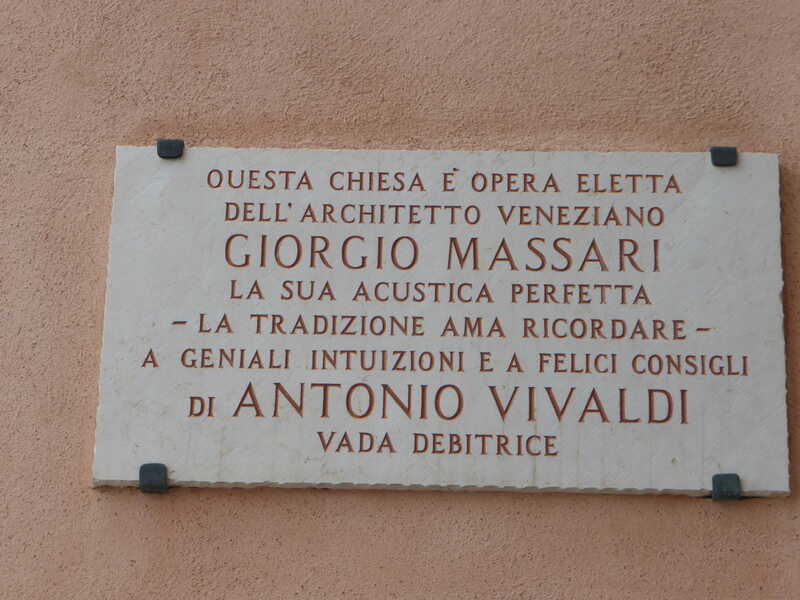 QUESTA CHIESA E' OPERA ELETTA
DELL'ARCHITETTO VENEZIANO
GIORGIO MASSARI
LA SUA ACUSTICA PERFETTA
– LA TRADIZIONE AMA RICORDARE –
A GENIALI INTUIZIONI E A FELICI CONSIGLI
DI ANTONIO VIVALDI
VADA DEBITRICE